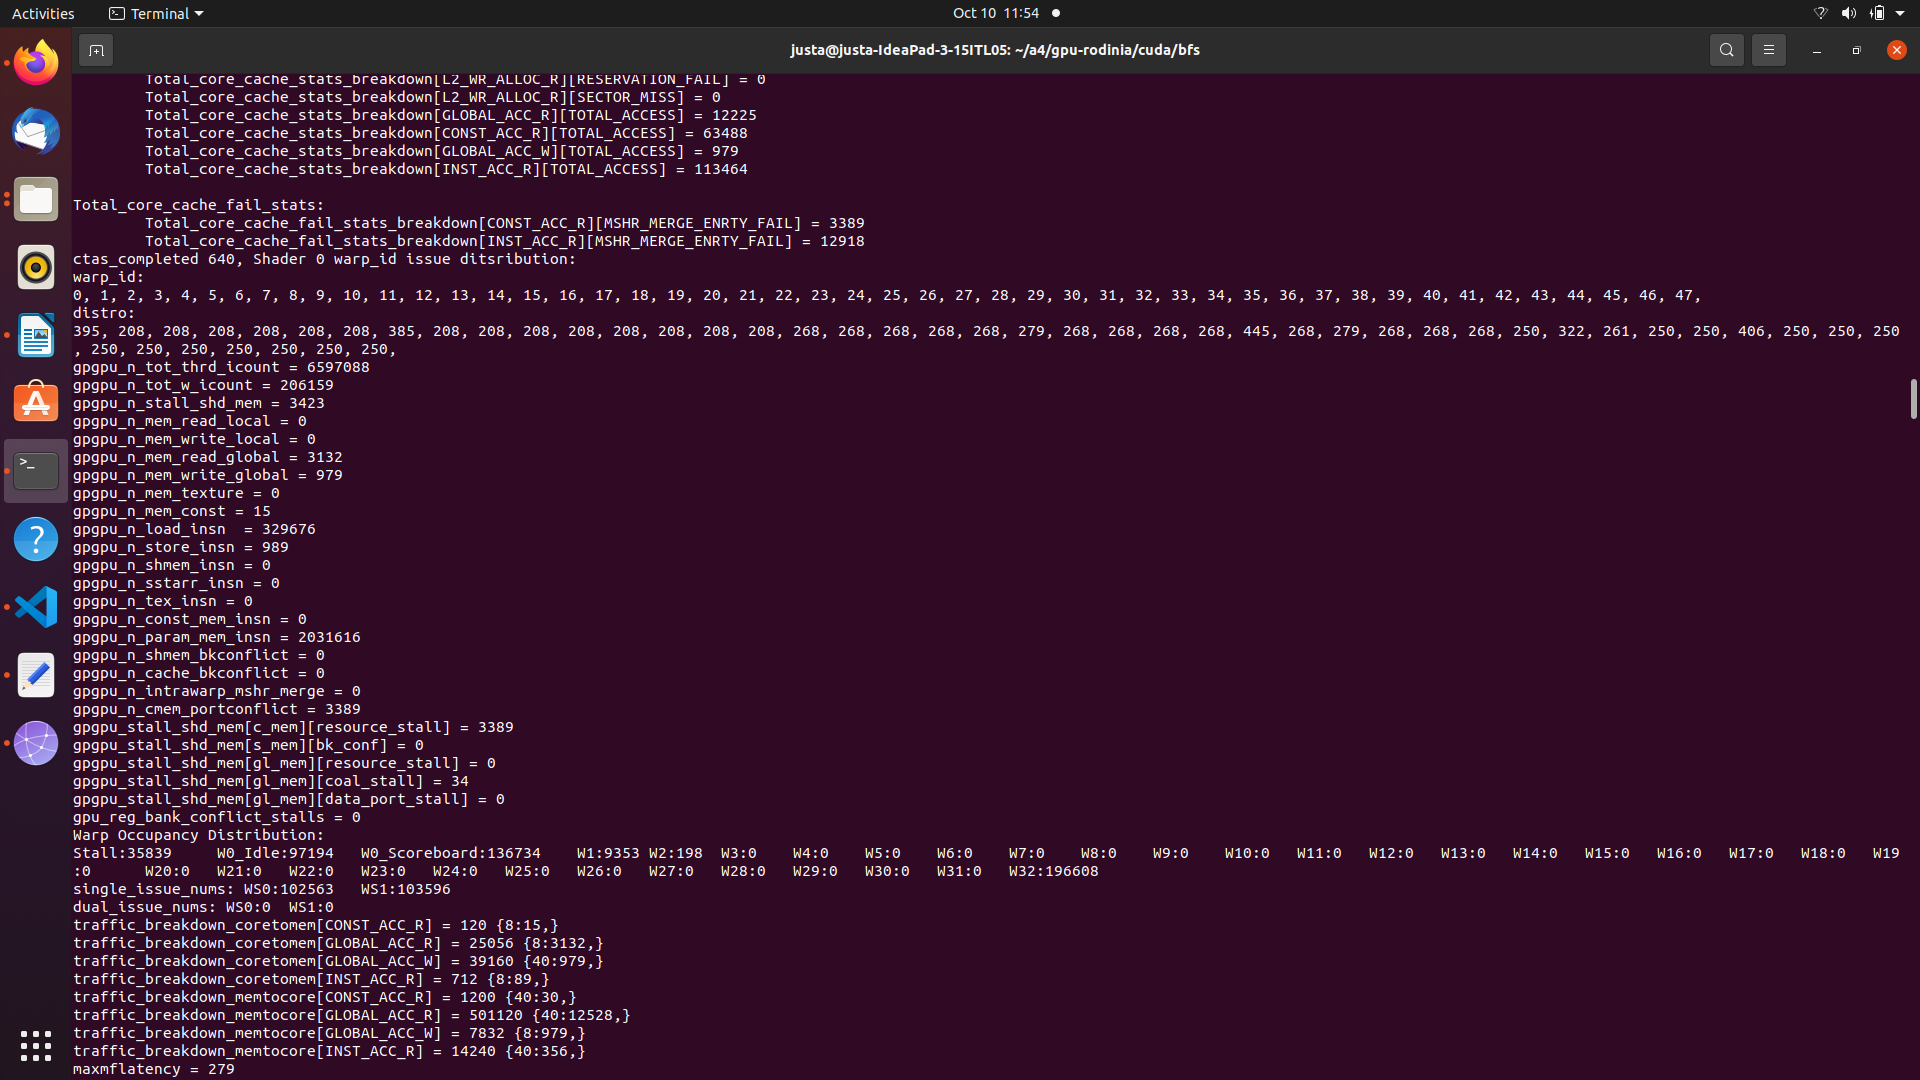 Activities
Terminal
Oct 10 11:54
justa@justa-IdeaPad-3-15ITL05: ~/a4/gpu-rodinia/cuda/bfs
Total_core_cache_stats_breakdown[L2_WR_ALLOC_R][RESERVATION_FAIL] = 0
Total_core_cache_stats_breakdown[L2_WR_ALLOC_R][SECTOR_MISS] = 0
Total_core_cache_stats_breakdown[GLOBAL_ACC_R][TOTAL_ACCESS] = 12225
Total_core_cache_stats_breakdown[CONST_ACC_R][TOTAL_ACCESS] = 63488
Total_core_cache_stats_breakdown[GLOBAL_ACC_W][TOTAL_ACCESS] = 979
Total_core_cache_stats_breakdown[INST_ACC_R][TOTAL_ACCESS] = 113464
Total_core_cache_fail_stats:
Total_core_cache_fail_stats_breakdown[CONST_ACC_R][MSHR_MERGE_ENRTY_FAIL] = 3389
Total_core_cache_fail_stats_breakdown[INST_ACC_R][MSHR_MERGE_ENRTY_FAIL] = 12918
ctas_completed 640, Shader 0 warp_id issue ditsribution:
warp_id:
0, 1, 2, 3, 4, 5, 6, 7, 8, 9, 10, 11, 12, 13, 14, 15, 16, 17, 18, 19, 20, 21, 22, 23, 24, 25, 26, 27, 28, 29, 30, 31, 32, 33, 34, 35, 36, 37, 38, 39, 40, 41, 42, 43, 44, 45, 46, 47,
distro:
395, 208, 208, 208, 208, 208, 208, 385, 208, 208, 208, 208, 208, 208, 208, 208, 268, 268, 268, 268, 268, 279, 268, 268, 268, 268, 445, 268, 279, 268, 268, 268, 250, 322, 261, 250, 250, 406, 250, 250, 250
, 250, 250, 250, 250, 250, 250, 250,
gpgpu_n_tot_thrd_icount = 6597088
gpgpu_n_tot_w_icount = 206159
gpgpu_n_stall_shd_mem = 3423
gpgpu_n_mem_read_local = 0
gpgpu_n_mem_write_local = 0
gpgpu_n_mem_read_global = 3132
gpgpu_n_mem_write_global = 979
gpgpu_n_mem_texture = 0
gpgpu_n_mem_const = 15
gpgpu_n_load_insn  = 329676
gpgpu_n_store_insn = 989
gpgpu_n_shmem_insn = 0
gpgpu_n_sstarr_insn = 0
gpgpu_n_tex_insn = 0
gpgpu_n_const_mem_insn = 0
gpgpu_n_param_mem_insn = 2031616
gpgpu_n_shmem_bkconflict = 0
gpgpu_n_cache_bkconflict = 0
gpgpu_n_intrawarp_mshr_merge = 0
gpgpu_n_cmem_portconflict = 3389
gpgpu_stall_shd_mem[c_mem][resource_stall] = 3389
gpgpu_stall_shd_mem[s_mem][bk_conf] = 0
gpgpu_stall_shd_mem[gl_mem][resource_stall] = 0
gpgpu_stall_shd_mem[gl_mem][coal_stall] = 34
gpgpu_stall_shd_mem[gl_mem][data_port_stall] = 0
gpu_reg_bank_conflict_stalls = 0
Warp Occupancy Distribution:
Stall:35839 W0_Idle:97194 W0_Scoreboard:136734 W1:9353 W2:198 W3:0 W4:0 W5:0 W6:0 W7:0 W8:0 W9:0 W10:0 W11:0 W12:0 W13:0 W14:0 W15:0 W16:0 W17:0 W18:0 W19
:0 W20:0 W21:0 W22:0 W23:0 W24:0 W25:0 W26:0 W27:0 W28:0 W29:0 W30:0 W31:0 W32:196608
single_issue_nums: WS0:102563 WS1:103596
dual_issue_nums: WS0:0 WS1:0
traffic_breakdown_coretomem[CONST_ACC_R] = 120 {8:15,}
traffic_breakdown_coretomem[GLOBAL_ACC_R] = 25056 {8:3132,}
traffic_breakdown_coretomem[GLOBAL_ACC_W] = 39160 {40:979,}
traffic_breakdown_coretomem[INST_ACC_R] = 712 {8:89,}
traffic_breakdown_memtocore[CONST_ACC_R] = 1200 {40:30,}
traffic_breakdown_memtocore[GLOBAL_ACC_R] = 501120 {40:12528,}
traffic_breakdown_memtocore[GLOBAL_ACC_W] = 7832 {8:979,}
traffic_breakdown_memtocore[INST_ACC_R] = 14240 {40:356,}
maxmflatency = 279